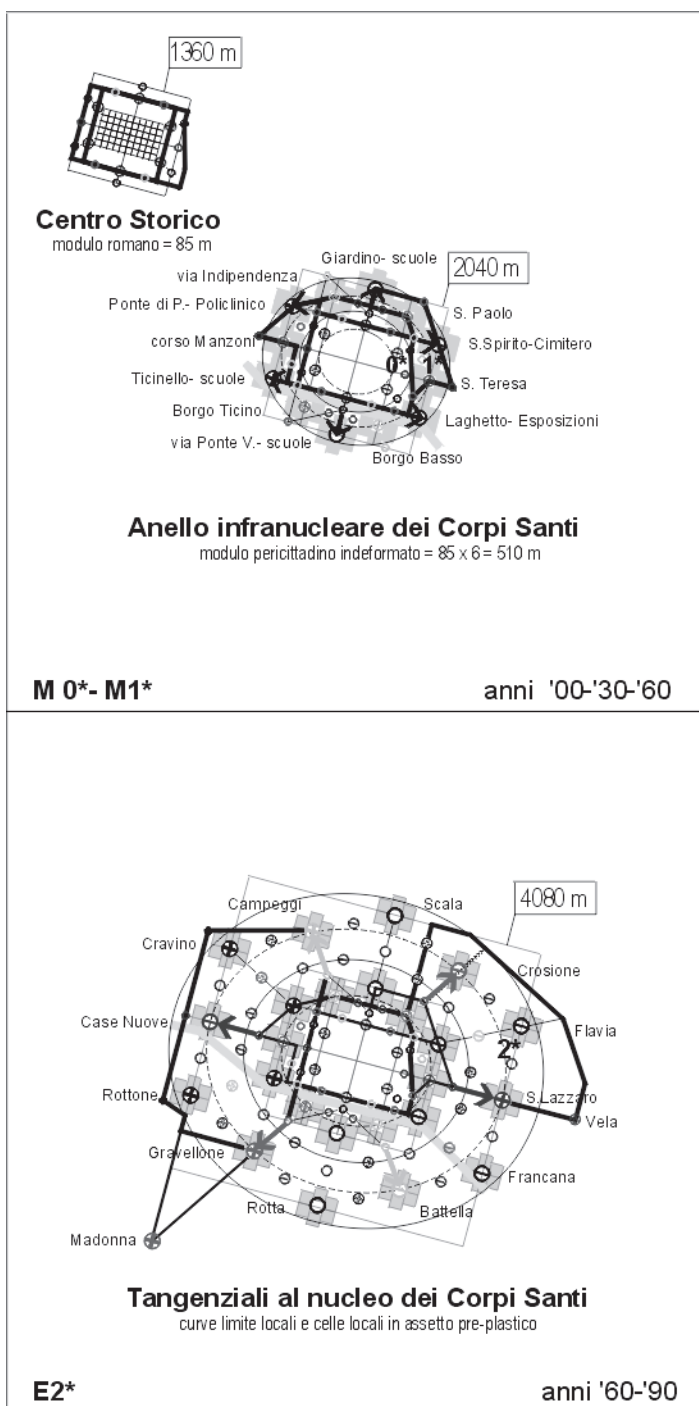 1360 m
Centro Storico
modulo romano = 85 m
Giardino- scuole
via Indipendenza
2040 m
Ponte di P.- Policlinico
S. Paolo
corso Manzoni
S.Spirito-Cimitero
0*
1*
Ticinello- scuole
S. Teresa
Borgo Ticino
Laghetto- Esposizioni
via Ponte V.- scuole
Borgo Basso
Anello infranucleare dei Corpi Santi
modulo pericittadino indeformato = 85 x 6 = 510 m
M 0*- M1*
anni '00-'30-'60
4080 m
Campeggi
Scala
Cravino
Crosione
Case Nuove
Flavia
2*
Rottone
S.Lazzaro
Vela
Gravellone
Francana
Rotta
Battella
Madonna
Tangenziali al nucleo dei Corpi Santi
curve limite locali e celle locali in assetto pre-plastico
E2*
anni '60-'90